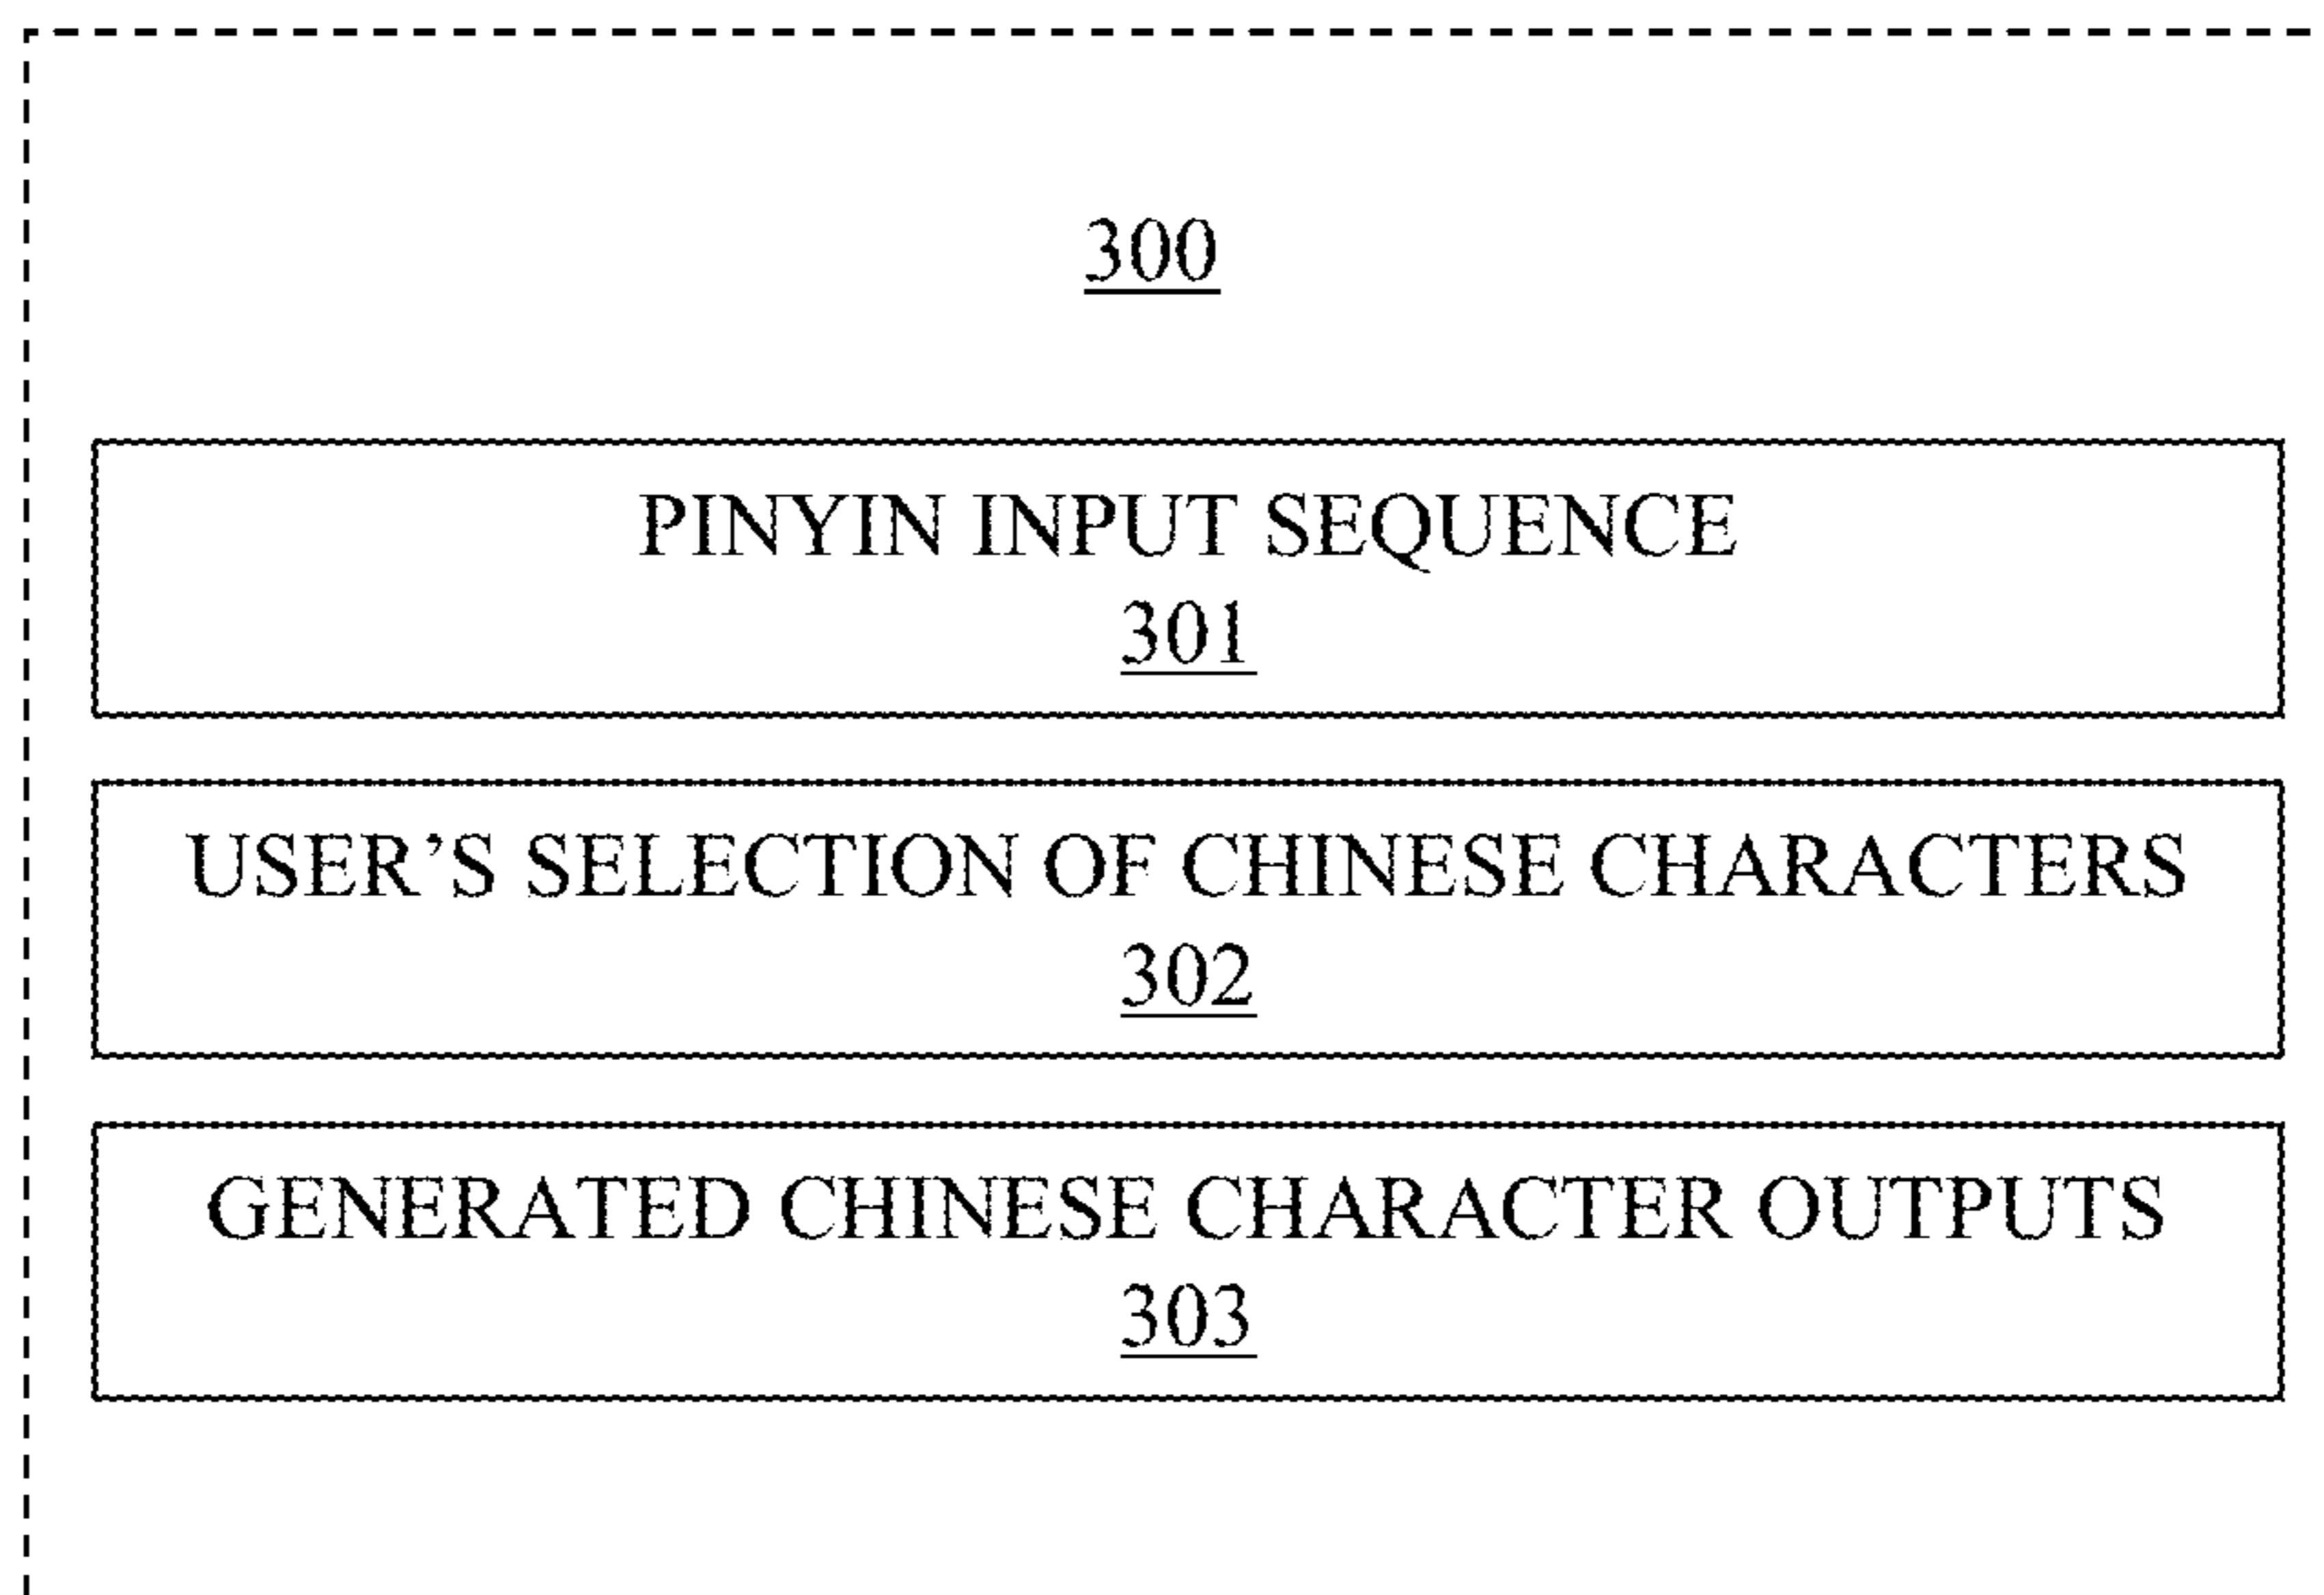 300
PINYIN INPUT SEQUENCE
301
USER’S SELECTION OF CHINESE CHARACTERS
302
GENERATED CHINESE CHARACTER OUTPUTS
303